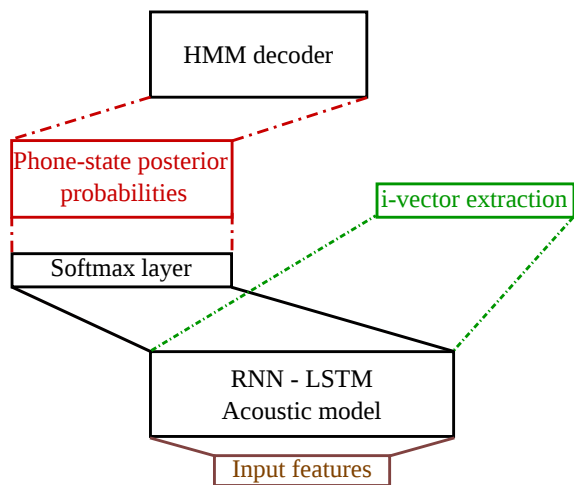 HMM decoder
Phone-state posterior
probabilities
i-vector extraction
Softmax layer
RNN - LSTM
Acoustic model
Input features